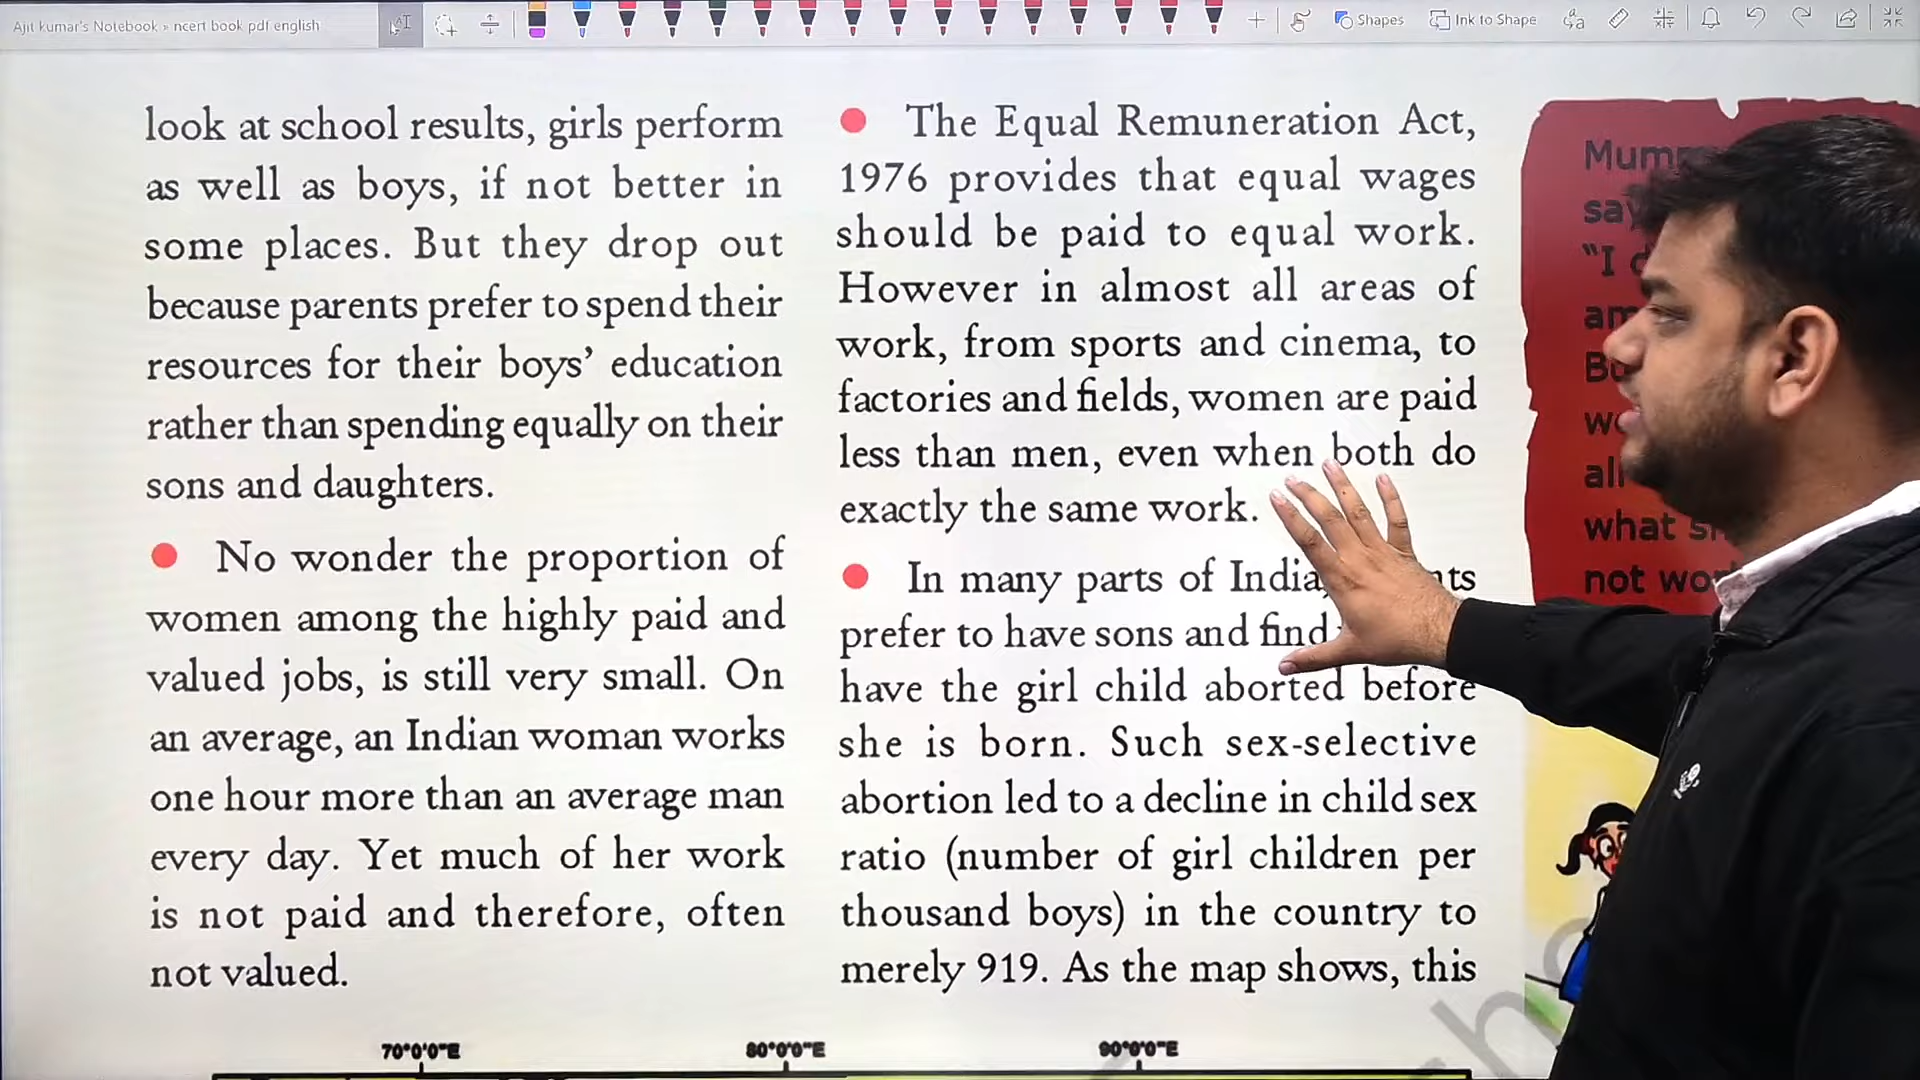 Ajit kumar's Notebook » ncert book pdf english
Shapes
Ink to Shape
look at school results, girls perform
as well as boys, if not better in
some places. But they drop out
because parents prefer to spend their
resources for their boys' education
rather than spending equally on their
sons and daughters.
● No wonder the proportion of
women among the highly paid and
valued jobs, is still very small. On
an average, an Indian woman works
one hour more than an average man
every day. Yet much of her work
is not paid and therefore, often
not valued.
● The Equal Remuneration Act,
1976 provides that equal wages
should be paid to equal work.
However in almost all areas of
work, from sports and cinema, to
factories and fields, women are paid
less than men, even when both do
exactly the same work.
● In many parts of India,
prefer to have sons and find
have the girl child aborted before
she is born. Such sex-selective
abortion led to a decline in child sex
ratio (number of girl children per
thousand boys) in the country to
merely 919. As the map shows, this
"I
what
not
70°0'0"E
80°0'0"E
90°0'0"E